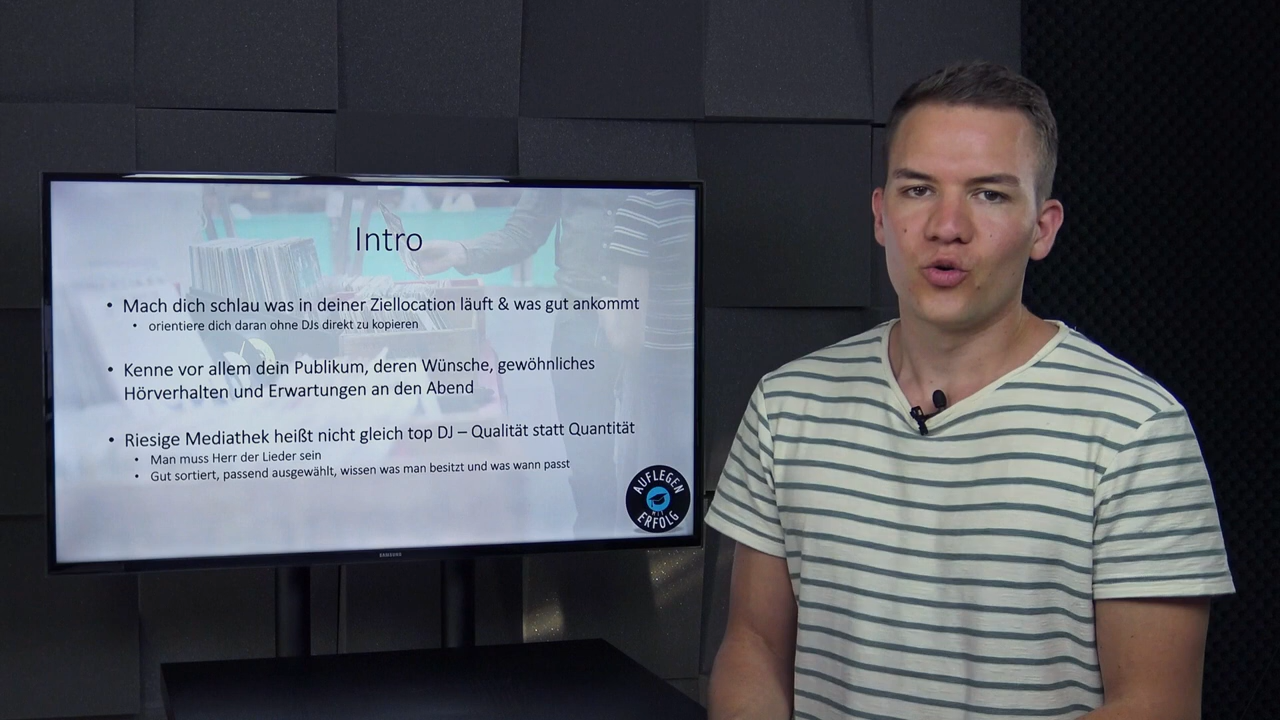 Intro
• Mach dich schlau was in deiner Ziellocation läuft & was gut ankommt
• orientiere dich daran ohne DJs direkt zu kopieren
• Kenne vor allem dein Publikum, deren Wünsche, gewöhnliches
Hörverhalten und Erwartungen an den Abend
• Riesige Mediathek heißt nicht gleich top DJ – Qualität statt Quantität
• Man muss Herr der Lieder sein
• Gut sortiert, passend ausgewählt, wissen was man besitzt und was wann passt
AUFLEGEN
MIT
ERFOLG
SAMSUNG